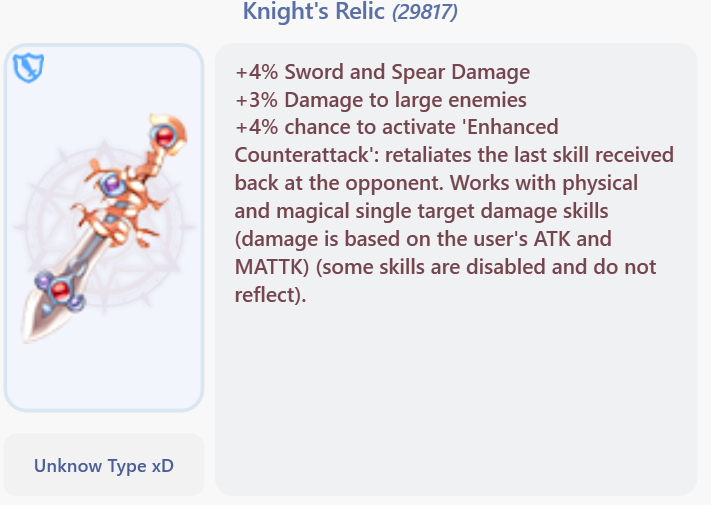 Knight's Relic (29817)
+4% Sword and Spear Damage
+3% Damage to large enemies
+4% chance to activate 'Enhanced
Counterattack': retaliates the last skill received
back at the opponent. Works with physical
and magical single target damage skills
(damage is based on the user's ATK and
MATTK) (some skills are disabled and do not
reflect).
Unknow Type xD